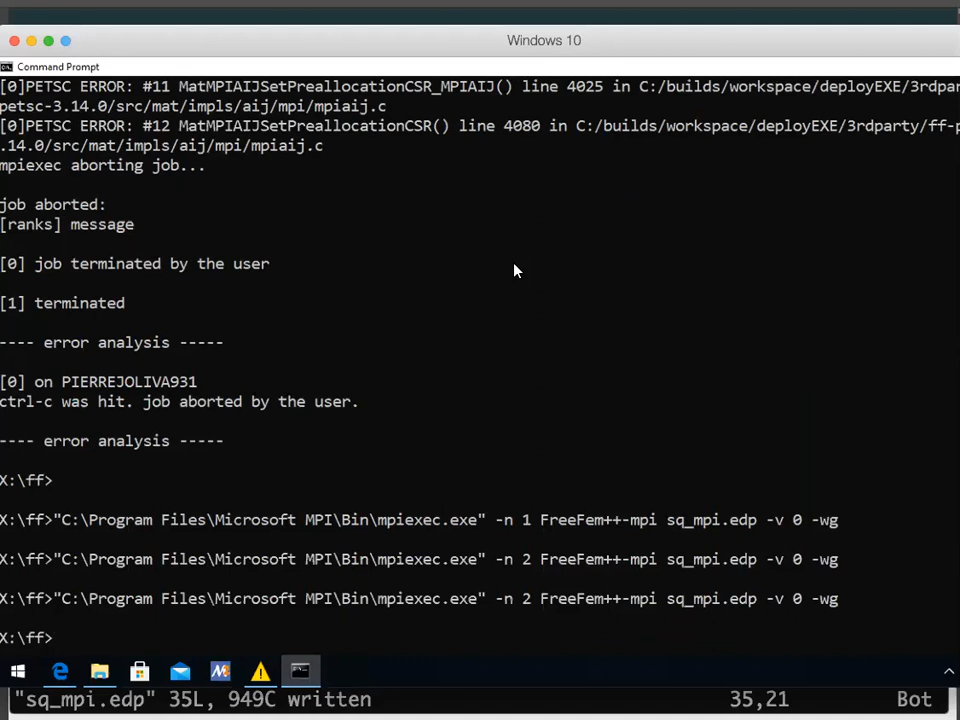 Windows 10
Command Prompt
[0]PETSC ERROR: #11 MatMPIAIJSetPreallocationCSR_MPIAIJ() line 4025 in C:/builds/workspace/deployEXE/3rdpar
petsc-3.14.0/src/mat/impls/aij/mpi/mpiaij.c
[0]PETSC ERROR: #12 MatMPIAIJSetPreallocationCSR() line 4080 in C:/builds/workspace/deployEXE/3rdparty/ff-p
.14.0/src/mat/impls/aij/mpi/mpiaij.c
mpiexec aborting job...
job aborted:
[ranks] message
[0] job terminated by the user
[1] terminated
---- error analysis -----
[0] on PIERREJOLIVA931
ctrl-c was hit. job aborted by the user.
---- error analysis -----
X:\ff>
X:\ff>"C:\Program Files\Microsoft MPI\Bin\mpiexec.exe" -n 1 FreeFem++-mpi sq_mpi.edp -v 0 -wg
X:\ff>"C:\Program Files\Microsoft MPI\Bin\mpiexec.exe" -n 2 FreeFem++-mpi sq_mpi.edp -v 0 -wg
X:\ff>"C:\Program Files\Microsoft MPI\Bin\mpiexec.exe" -n 2 FreeFem++-mpi sq_mpi.edp -v 0 -wg
X:\ff>
"sq_mpi.edp" 35L, 949C written 35,21 Bot